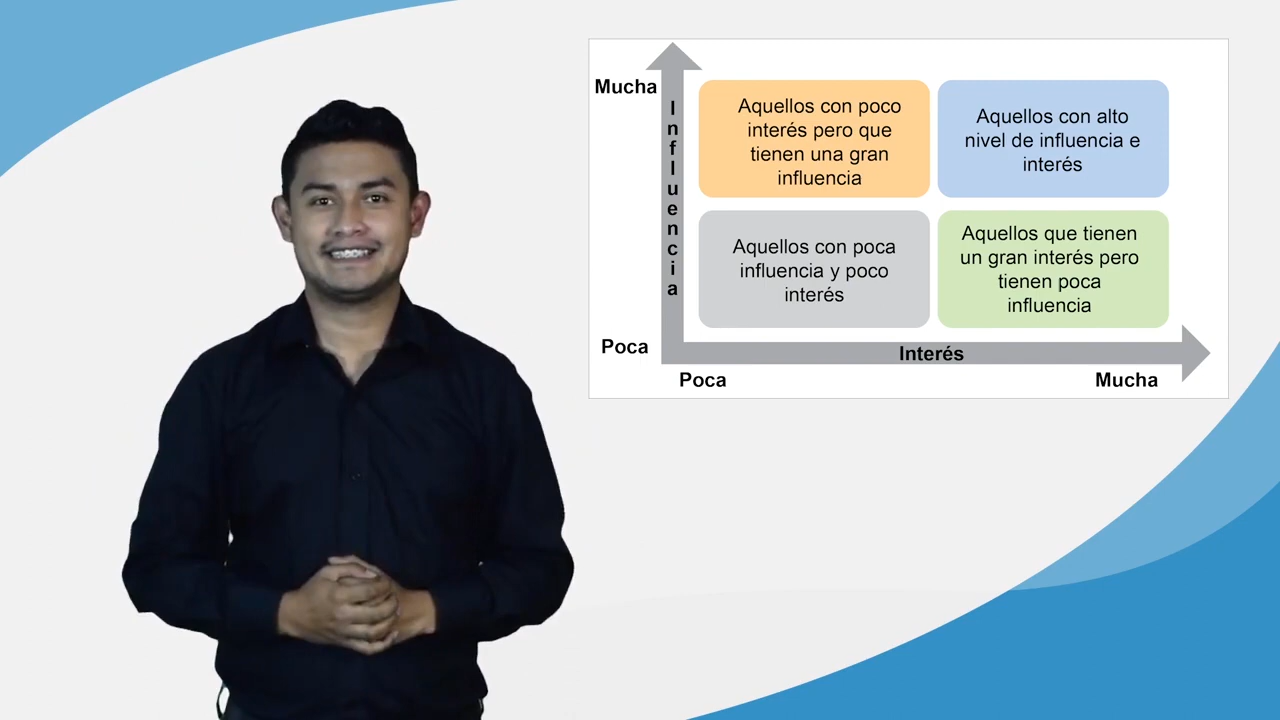 Mucha
Influencia
Aquellos con poco
interés pero que
tienen una gran
influencia
Aquellos con alto
nivel de influencia e
interés
Aquellos con poca
influencia y poco
interés
Aquellos que tienen
un gran interés pero
tienen poca
influencia
Poca
Interés
Poca
Mucha